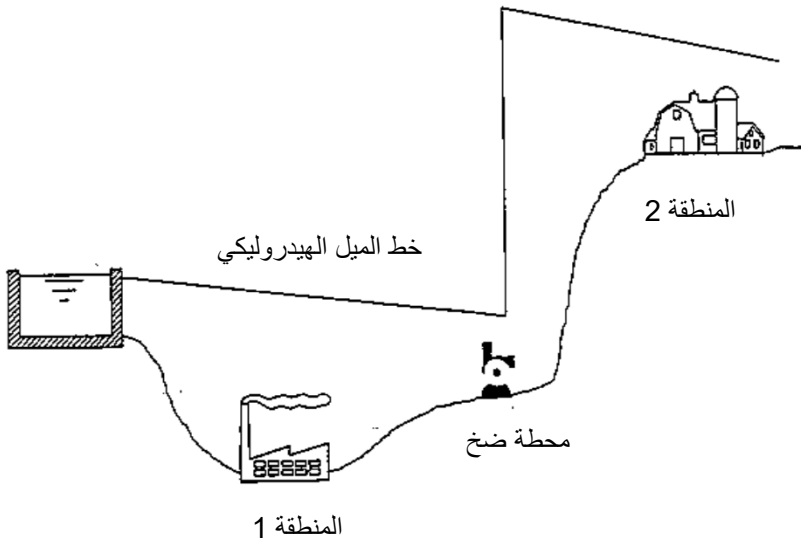 المنطقة 2
خط الميل الهيدروليكي
محطة ضخ
المنطقة 1